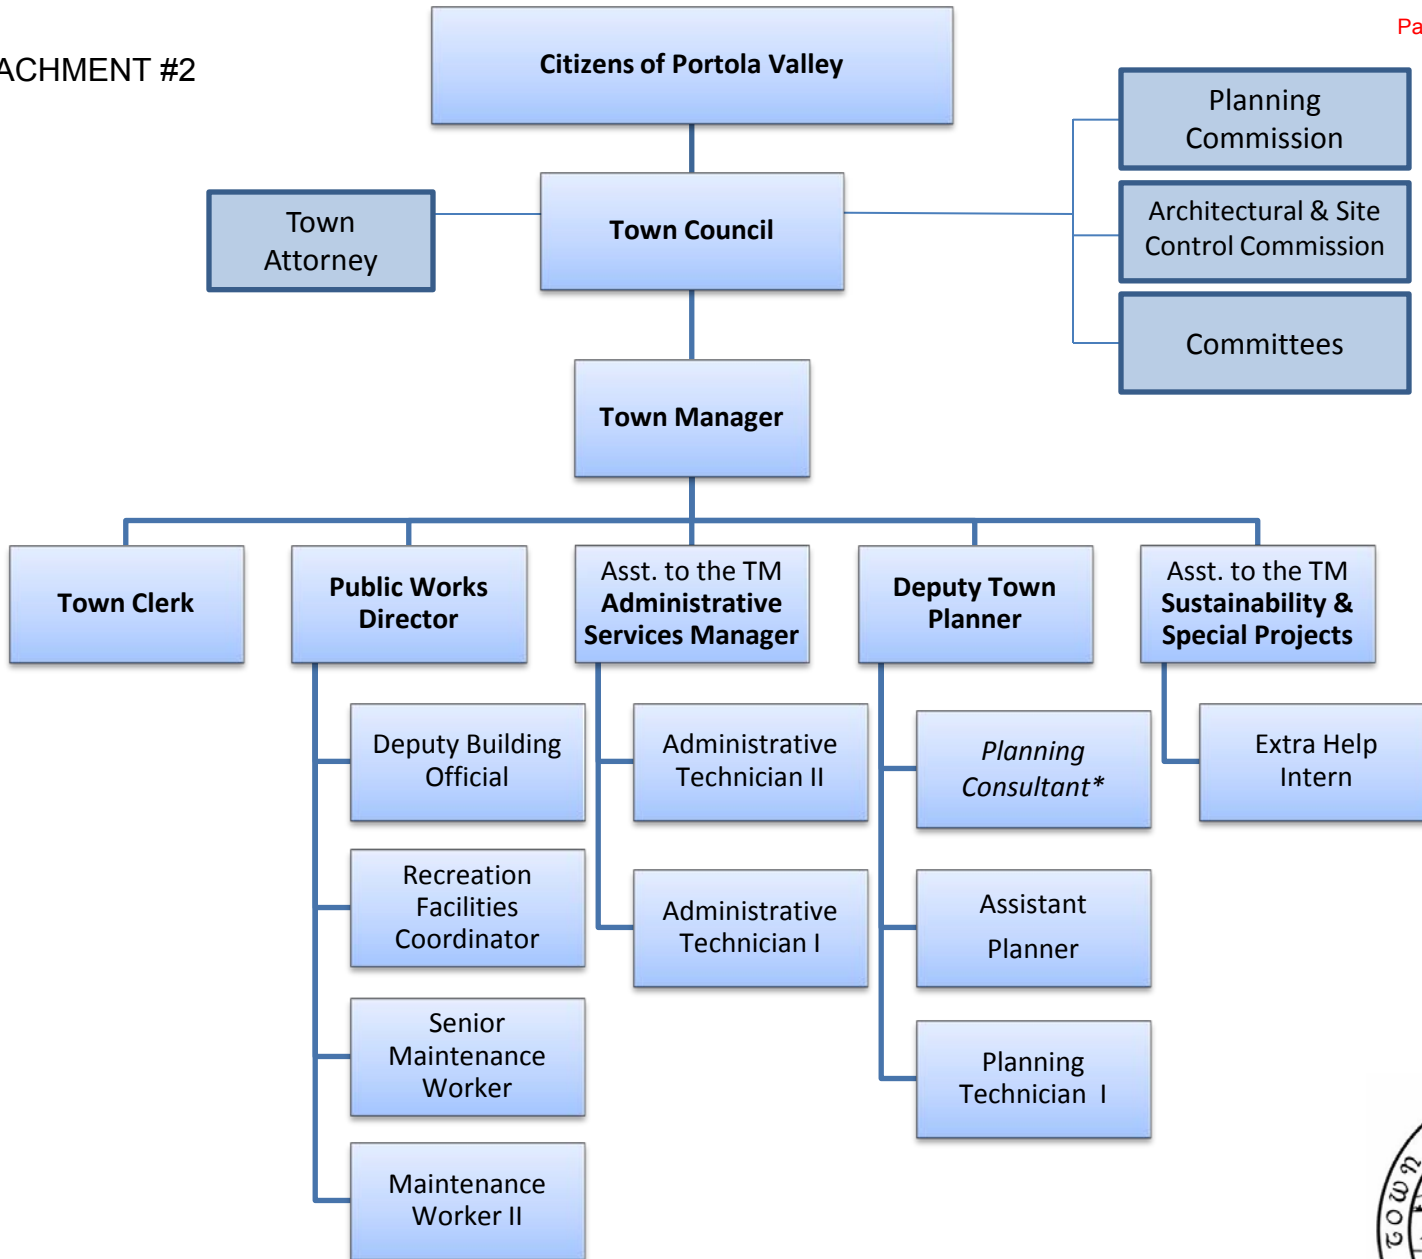 Pa
ACHMENT #2
Citizens of Portola Valley
Planning
Commission
Architectural & Site
Control Commission
Committees
Town
Attorney
Town Council
Town Manager
Town Clerk
Public Works
Director
Asst. to the TM
Administrative
Services Manager
Deputy Town
Planner
Asst. to the TM
Sustainability &
Special Projects
Deputy Building
Official
Recreation
Facilities
Coordinator
Senior
Maintenance
Worker
Maintenance
Worker II
Administrative
Technician II
Administrative
Technician I
Planning
Consultant*
Assistant
Planner
Planning
Technician I
Extra Help
Intern
TOWN